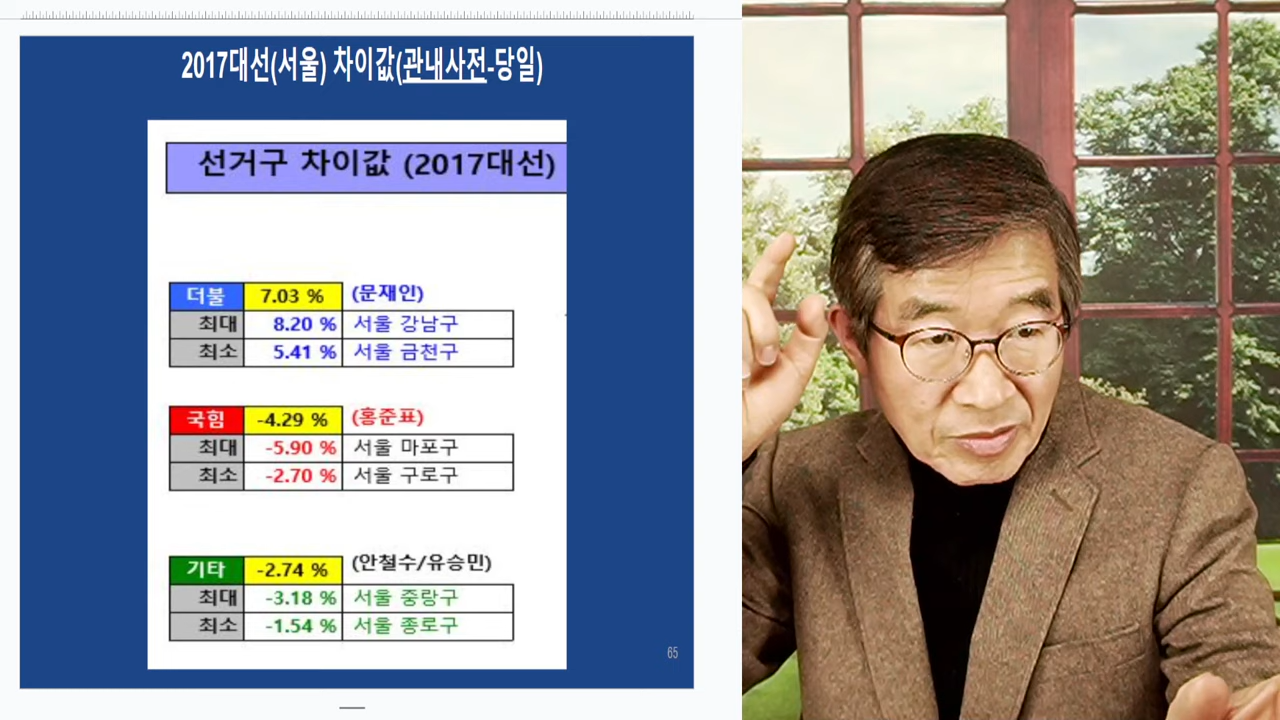 2017대선(서울) 차이값(관내사전-당일)
선거구 차이값 (2017대선)
더불 7.03 % (문재인)
최대 8.20 % 서울 강남구
최소 5.41 % 서울 금천구
국힘 -4.29 % (홍준표)
최대 -5.90 % 서울 마포구
최소 -2.70 % 서울 구로구
기타 -2.74 % (안철수/유승민)
최대 -3.18 % 서울 중랑구
최소 -1.54 % 서울 종로구
65